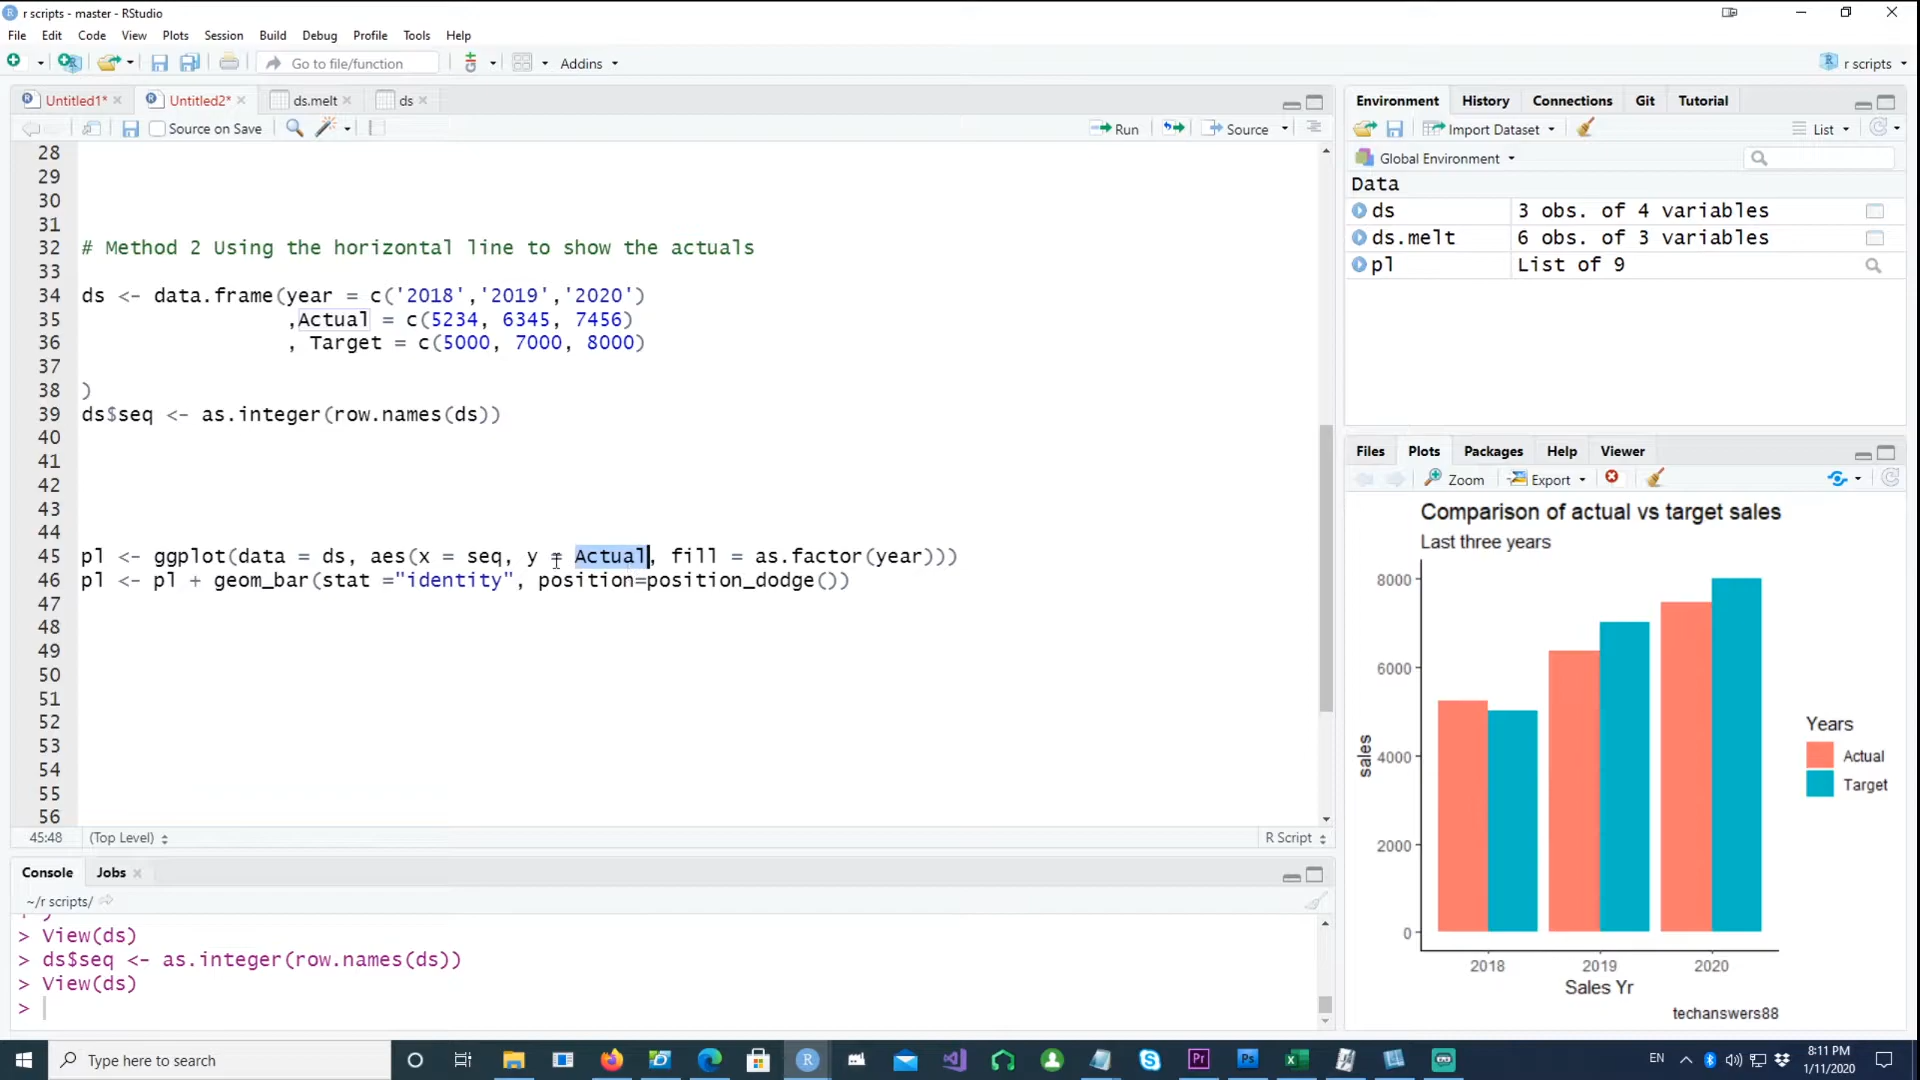 r scripts - master - RStudio
File Edit Code View Plots Session Build Debug Profile Tools Help
Go to file/function Addins r scripts
Untitled1* Untitled2* ds.melt ds
Source on Save Run Source
28
29
30
31
32 # Method 2 Using the horizontal line to show the actuals
33
34 ds <- data.frame(year = c('2018','2019','2020')
35 ,Actual = c(5234, 6345, 7456)
36 , Target = c(5000, 7000, 8000)
37
38 )
39 ds$seq <- as.integer(row.names(ds))
40
41
42
43
44
45 pl <- ggplot(data = ds, aes(x = seq, y = Actual, fill = as.factor(year)))
46 pl <- pl + geom_bar(stat ="identity", position=position_dodge())
47
48
49
50
51
52
53
54
55
56
45:48 (Top Level) R Script
Console Jobs
~/r scripts/
> View(ds)
> ds$seq <- as.integer(row.names(ds))
> View(ds)
>
Environment History Connections Git Tutorial
Import Dataset List
Global Environment
Data
ds 3 obs. of 4 variables
ds.melt 6 obs. of 3 variables
pl List of 9
Files Plots Packages Help Viewer
Zoom Export
Comparison of actual vs target sales
Last three years
8000
6000
4000
2000
0
sales
2018 2019 2020
Sales Yr
Years
Actual
Target
techanswers88
Type here to search
EN
8:11 PM
1/11/2020